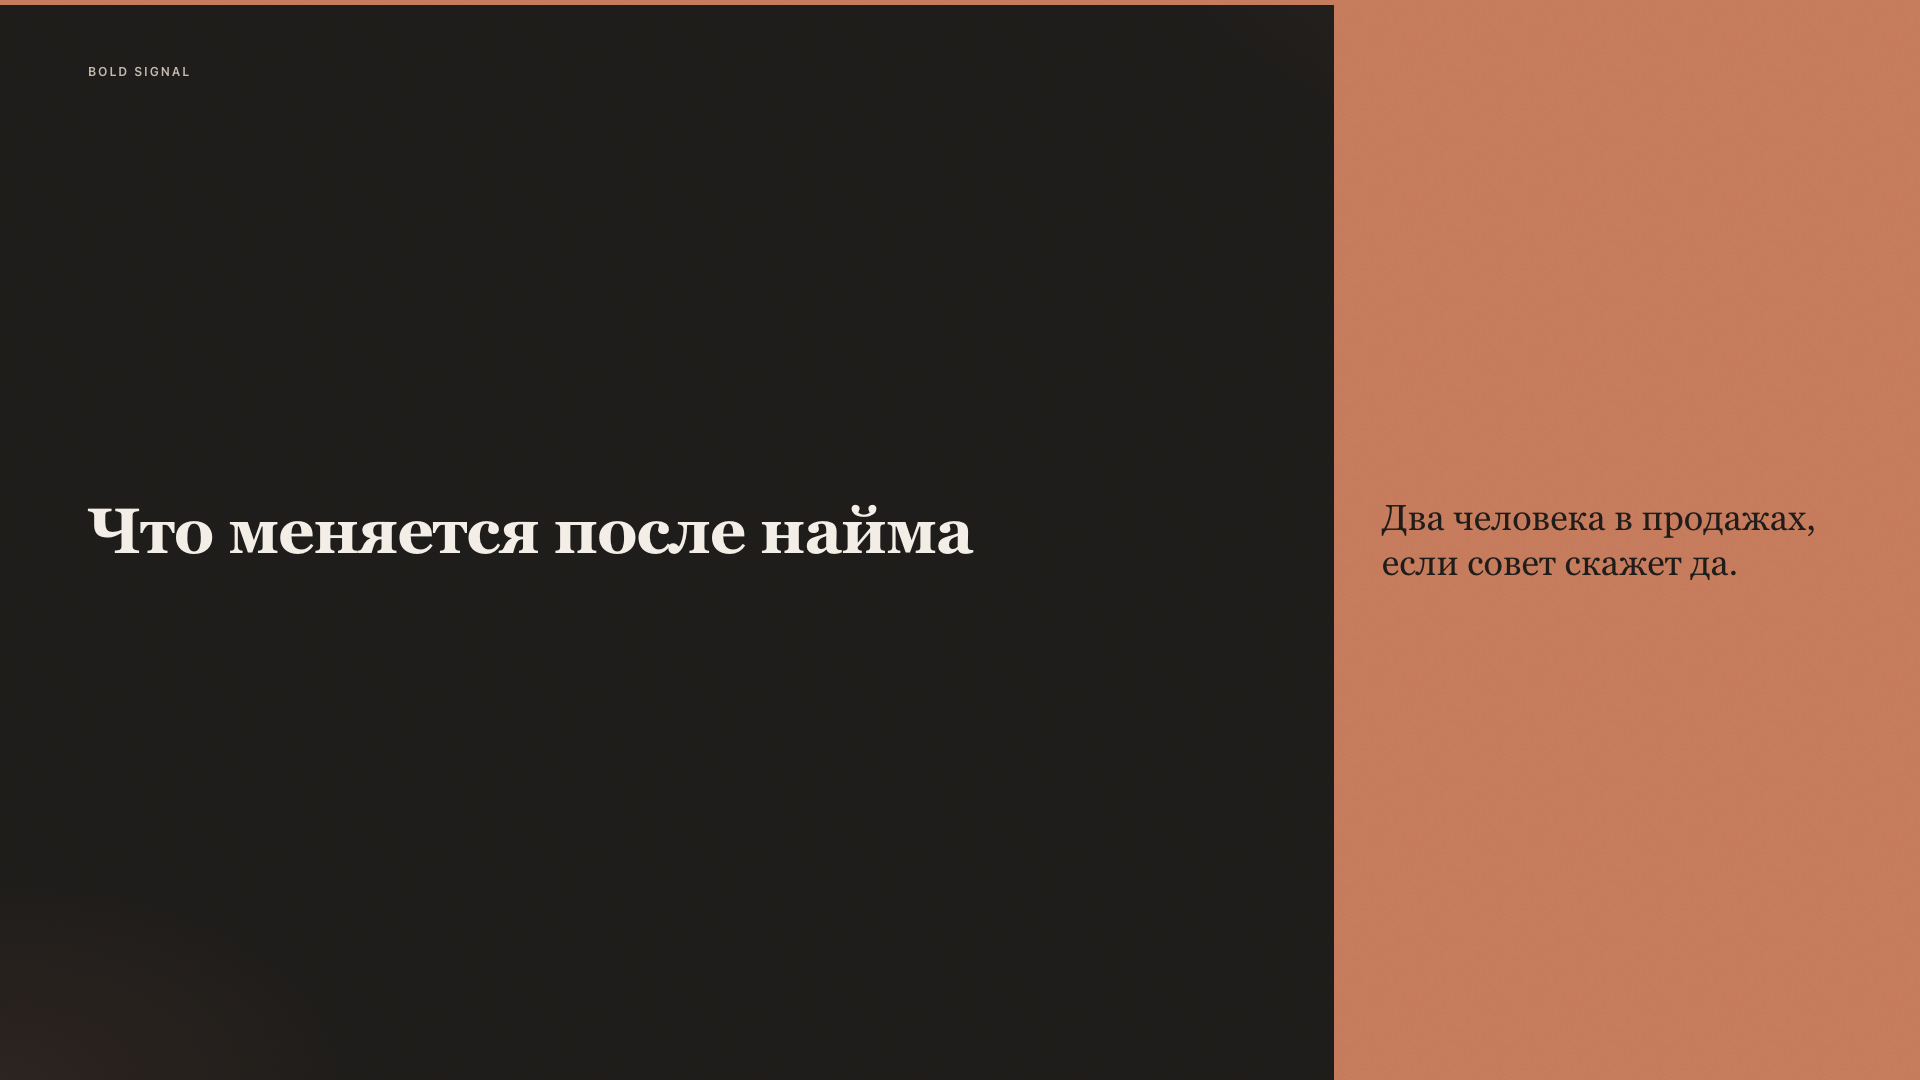 BOLD SIGNAL
Что меняется после найма
Два человека в продажах,
если совет скажет да.